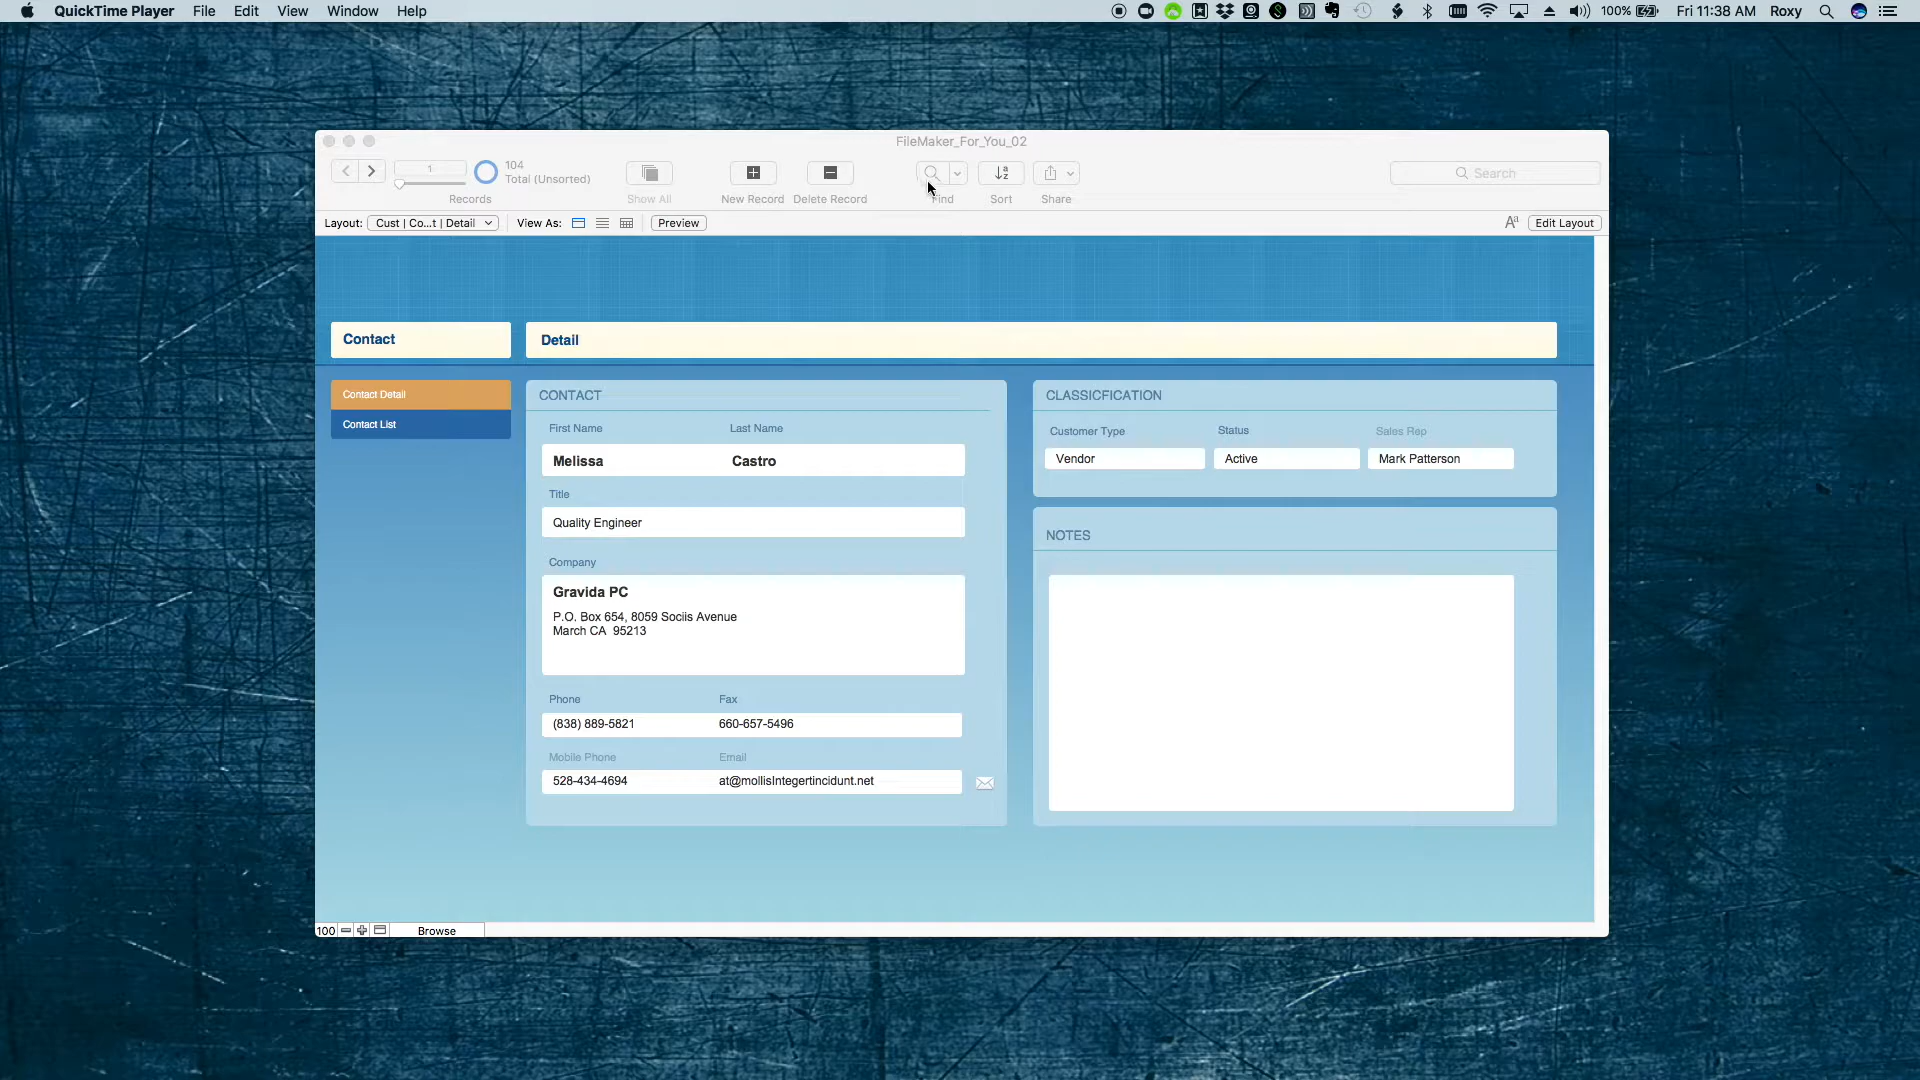 QuickTime Player File Edit View Window Help 100% Fri 11:38 AM Roxy
FileMaker_For_You_02
1
104
Total (Unsorted)
Records Show All New Record Delete Record Find Sort Share
Search
Layout: Cust | Co...t | Detail View As: Preview Aa Edit Layout
Contact
Detail
Contact Detail
Contact List
CONTACT
First Name Last Name
Melissa Castro
Title
Quality Engineer
Company
Gravida PC
P.O. Box 654, 8059 Sociis Avenue
March CA 95213
Phone Fax
(838) 889-5821 660-657-5496
Mobile Phone Email
528-434-4694 at@mollisIntegertincidunt.net
CLASSICFICATION
Customer Type Status Sales Rep
Vendor Active Mark Patterson
NOTES
100 Browse